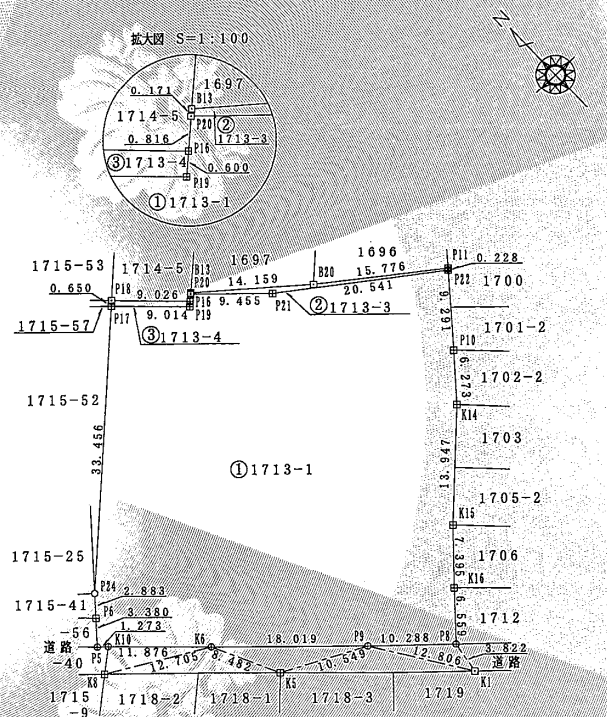 N
拡大図 S=1:100
1697
0.171
B13
1714-5
P20
②
1713-3
0.816
P16
③1713-4
0.600
P19
①1713-1
1715-53
1714-5
B13
1697
1696
P11
0.228
P20
14.159
B20
15.776
P22
1700
0.650
P18
9.026
P16
9.455
P21
20.541
②1713-3
9.291
P17
9.014
P19
1715-57
③1713-4
1701-2
P10
6.273
1702-2
1715-52
K14
33.456
1703
13.947
①1713-1
1705-2
K15
7.395
1706
1715-25
P24
2.883
K16
1715-41
P6
3.380
6.559
1712
-56
1.273
道路
P5
K10
11.876
K6
18.019
P9
10.288
P8
3.822
-40
12.705
8.482
10.549
12.806
道路
K8
K5
K1
1715
-9
1718-2
1718-1
1718-3
1719